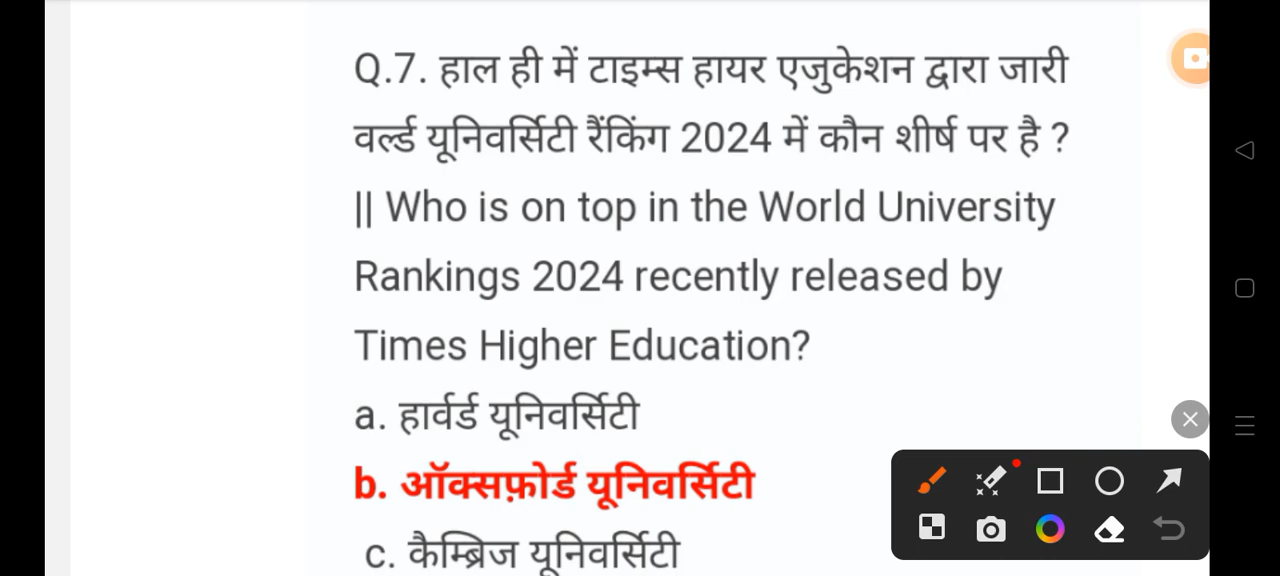 Q.7. हाल ही में टाइम्स हायर एजुकेशन द्वारा जारी
वर्ल्ड यूनिवर्सिटी रैंकिंग 2024 में कौन शीर्ष पर है ?
|| Who is on top in the World University
Rankings 2024 recently released by
Times Higher Education?
a. हार्वर्ड यूनिवर्सिटी
b. ऑक्सफ़ोर्ड यूनिवर्सिटी
c. कैम्ब्रिज यूनिवर्सिटी